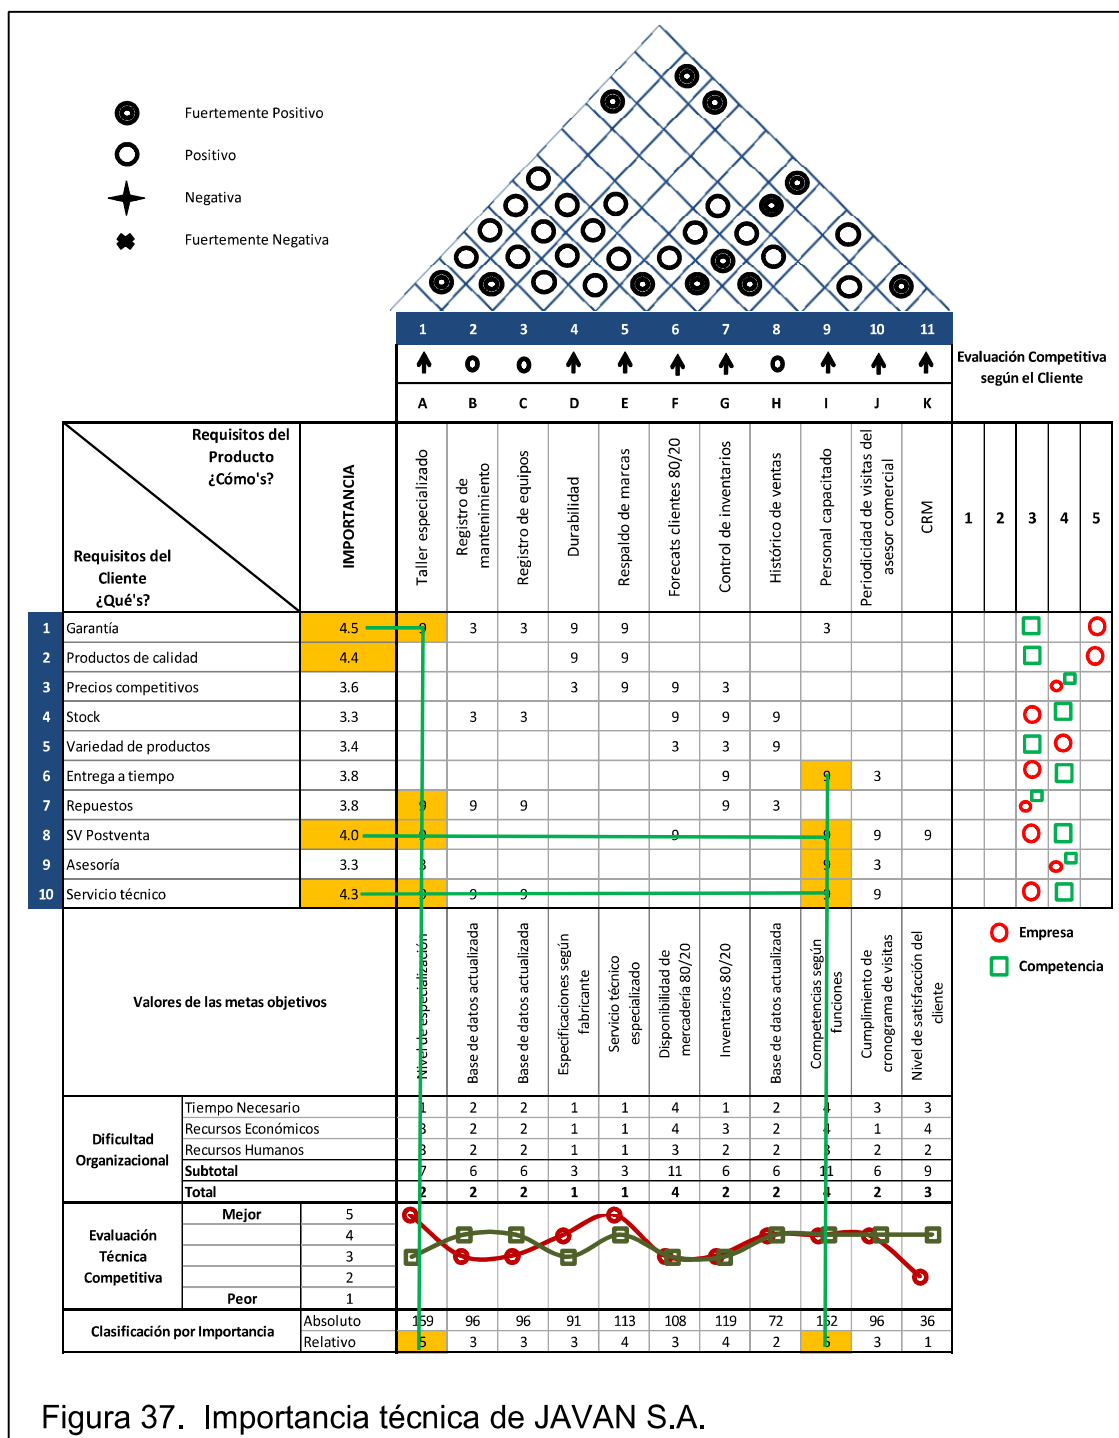 Fuertemente Positivo
Positivo
Negativa
Fuertemente Negativa
1 2 3 4 5 6 7 8 9 10 11
Evaluación Competitiva
según el Cliente
A B C D E F G H I J K
Requisitos del
Producto
¿Cómo's?
Requisitos del
Cliente
¿Qué's?
IMPORTANCIA
Taller especializado
Registro de
mantenimiento
Registro de equipos
Durabilidad
Respaldo de marcas
Forecats clientes 80/20
Control de inventarios
Histórico de ventas
Personal capacitado
Periodicidad de visitas del
asesor comercial
CRM
1 2 3 4 5
1 Garantía 4.5 9 3 3 9 9 3
2 Productos de calidad 4.4 9 9
3 Precios competitivos 3.6 3 9 9 3
4 Stock 3.3 3 3 9 9 9
5 Variedad de productos 3.4 3 3 9
6 Entrega a tiempo 3.8 9 9 3
7 Repuestos 3.8 9 9 9 9 3
8 SV Postventa 4.0 9 9 9 9 9
9 Asesoría 3.3 3 9 3
10 Servicio técnico 4.3 9 9 9 9 9
Empresa
Competencia
Valores de las metas objetivos
Nivel de especialización
Base de datos actualizada
Base de datos actualizada
Especificaciones según
fabricante
Servicio técnico
especializado
Disponibilidad de
mercadería 80/20
Inventarios 80/20
Base de datos actualizada
Competencias según
funciones
Cumplimiento de
cronograma de visitas
Nivel de satisfacción del
cliente
Dificultad
Organizacional
Tiempo Necesario 1 2 2 1 1 4 1 2 4 3 3
Recursos Económicos 3 2 2 1 1 4 3 2 4 1 4
Recursos Humanos 3 2 2 1 1 3 2 2 3 2 2
Subtotal 7 6 6 3 3 11 6 6 11 6 9
Total 2 2 2 1 1 4 2 2 4 2 3
Evaluación
Técnica
Competitiva
Mejor 5
4
3
2
Peor 1
Clasificación por Importancia
Absoluto 159 96 96 91 113 108 119 72 152 96 36
Relativo 5 3 3 3 4 3 4 2 5 3 1
Figura 37. Importancia técnica de JAVAN S.A.